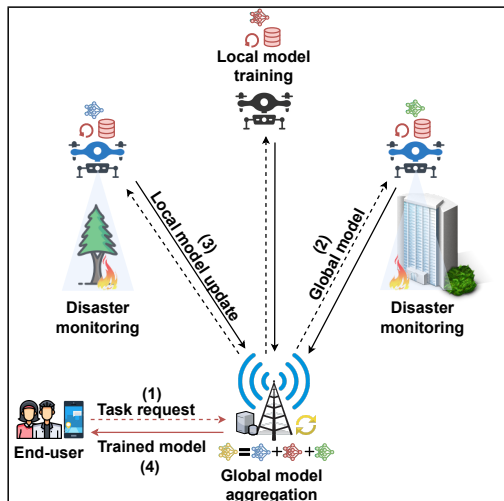 Local model
training
(3)
Local model update
(2)
Global model
Disaster
monitoring
Disaster
monitoring
(1)
Task request
End-user
Trained model
(4)
=++
Global model
aggregation